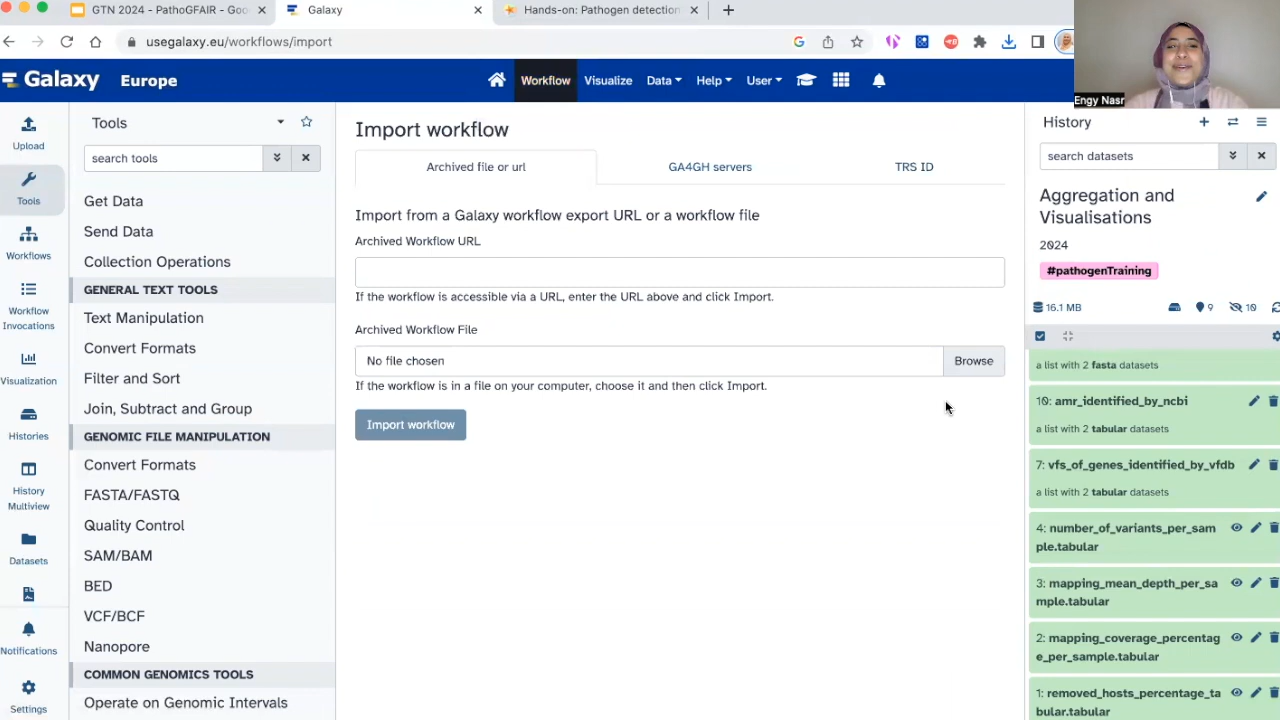 GTN 2024 - PathoGFAIR - Goo
Galaxy
Hands-on: Pathogen detection
usegalaxy.eu/workflows/import
Galaxy Europe
Workflow
Visualize
Data
Help
User
Engy Nasr
Upload
Tools
Workflows
Workflow
Invocations
Visualization
Histories
History
Multiview
Datasets
Notifications
Settings
Tools
search tools
Get Data
Send Data
Collection Operations
GENERAL TEXT TOOLS
Text Manipulation
Convert Formats
Filter and Sort
Join, Subtract and Group
GENOMIC FILE MANIPULATION
Convert Formats
FASTA/FASTQ
Quality Control
SAM/BAM
BED
VCF/BCF
Nanopore
COMMON GENOMICS TOOLS
Operate on Genomic Intervals
Import workflow
Archived file or url
GA4GH servers
TRS ID
Import from a Galaxy workflow export URL or a workflow file
Archived Workflow URL
If the workflow is accessible via a URL, enter the URL above and click Import.
Archived Workflow File
No file chosen
Browse
If the workflow is in a file on your computer, choose it and then click Import.
Import workflow
History
search datasets
Aggregation and
Visualisations
2024
#pathogenTraining
16.1 MB
9
10
a list with 2 fasta datasets
10: amr_identified_by_ncbi
a list with 2 tabular datasets
7: vfs_of_genes_identified_by_vfdb
a list with 2 tabular datasets
4: number_of_variants_per_sam
ple.tabular
3: mapping_mean_depth_per_sa
mple.tabular
2: mapping_coverage_percentag
e_per_sample.tabular
1: removed_hosts_percentage_ta
bular.tabular